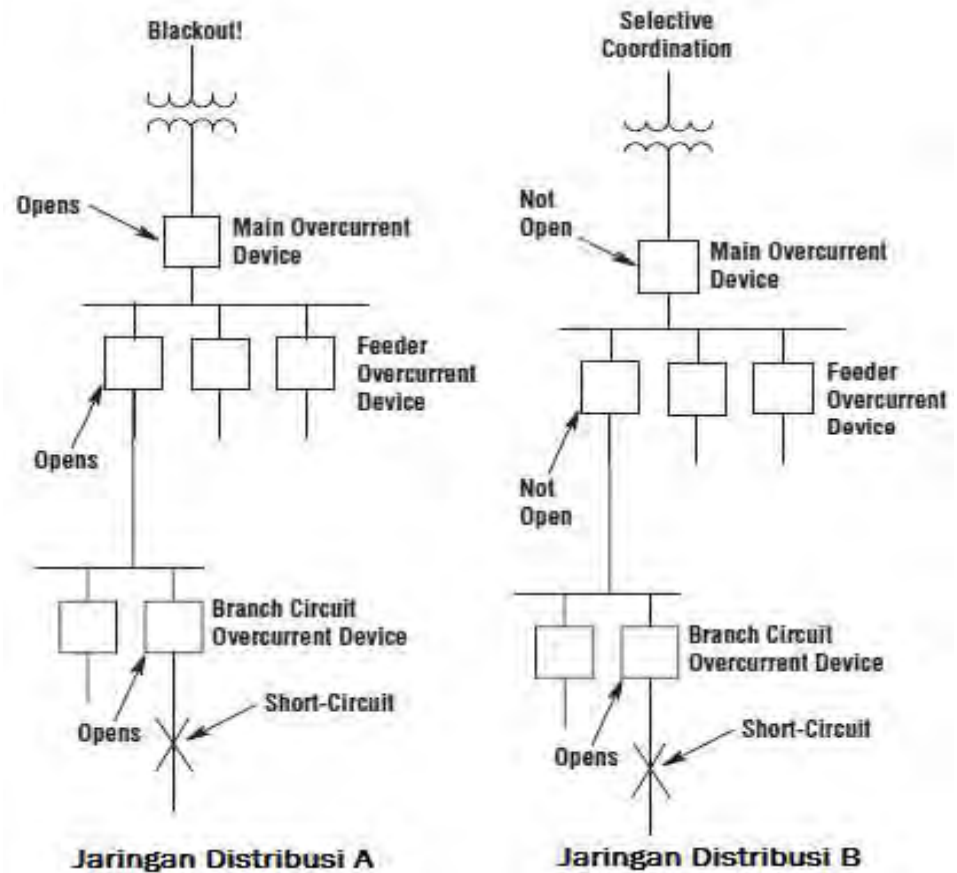 Blackout!
Opens
Main Overcurrent
Device
Feeder
Overcurrent
Device
Opens
Branch Circuit
Overcurrent Device
Opens
Short-Circuit
Jaringan Distribusi A
Selective
Coordination
Not
Open
Main Overcurrent
Device
Feeder
Overcurrent
Device
Not
Open
Branch Circuit
Overcurrent Device
Opens
Short-Circuit
Jaringan Distribusi B